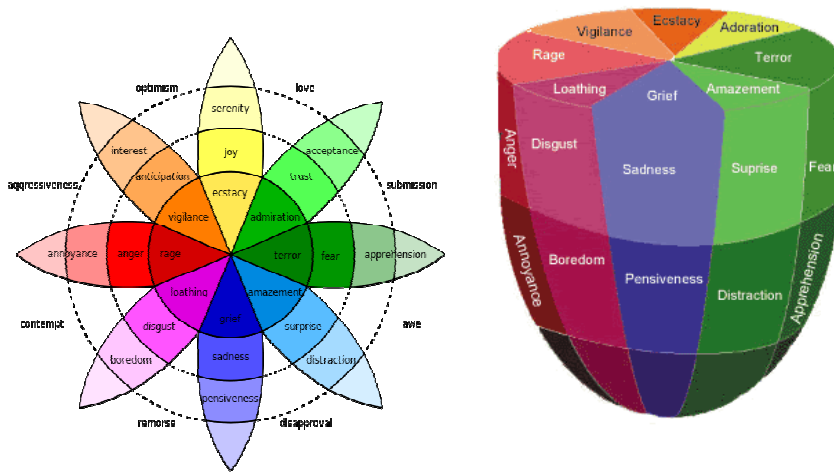 optimism
love
serenity
interest
acceptance
joy
anticipation
trust
aggressiveness
submission
ecstacy
vigilance
admiration
annoyance
anger
rage
terror
fear
apprehension
loathing
amazement
grief
contempt
disgust
surprise
awe
boredom
sadness
distraction
pensiveness
remorse
disapproval
Ecstacy
Vigilance
Adoration
Rage
Terror
Loathing
Grief
Amazement
Anger
Disgust
Sadness
Suprise
Fear
Annoyance
Boredom
Pensiveness
Distraction
Apprehension